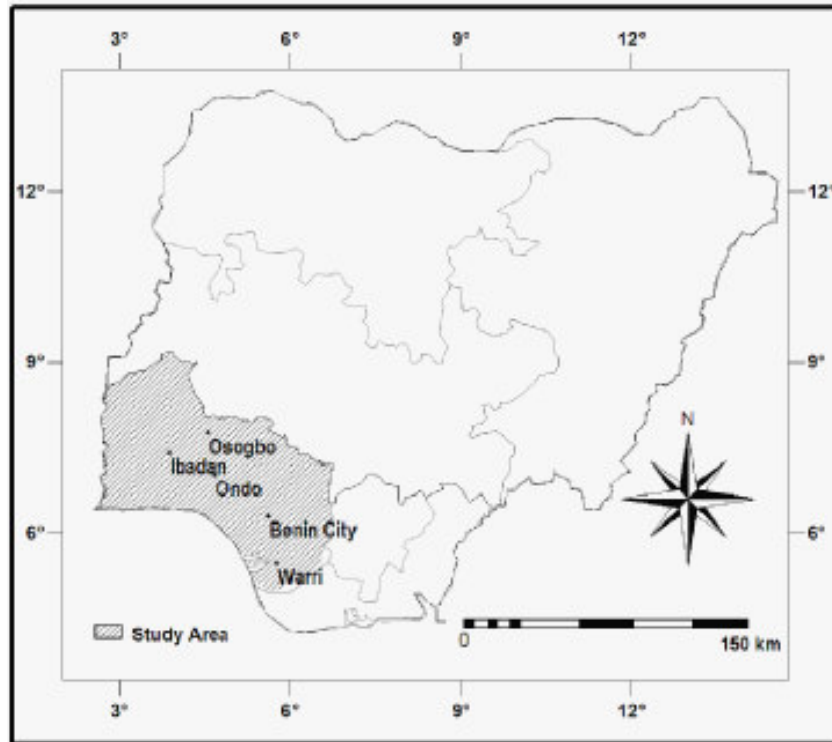 3° 6° 9° 12°
12° 12°
N
9° 9°
Osogbo
Ibadan
Ondo
Benin City
6° 6°
Warri
Study Area
0 150 km
3° 6° 9° 12°